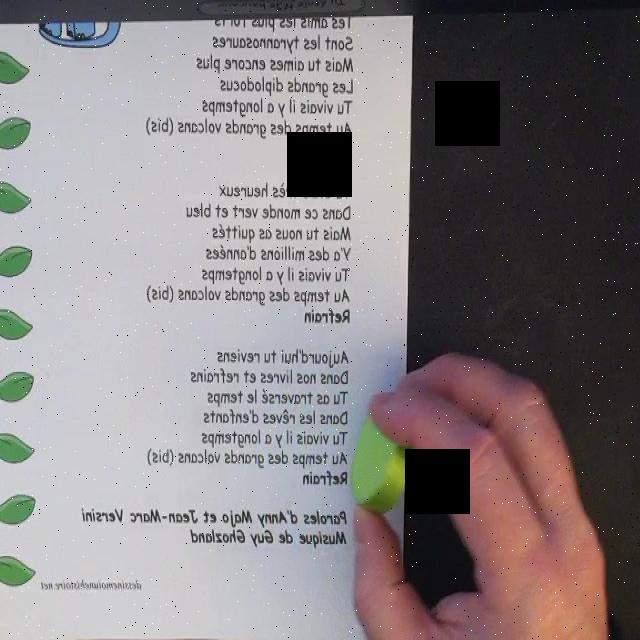 Tes amis les plus forts
Sont les tyrannosaures
Mais tu aimes encore plus
Les grands diplodocus
Tu vivais il y a longtemps
Au temps des grands volcans (bis)
Refrain
très heureux
Dans ce monde vert et bleu
Mais tu nous as quittés
Y'a des millions d'années
Tu vivais il y a longtemps
Au temps des grands volcans (bis)
Refrain
Aujourd'hui tu reviens
Dans nos livres et refrains
Tu as traversé le temps
Dans les rêves d'enfants
Tu vivais il y a longtemps
Au temps des grands volcans (bis)
Refrain
Paroles d'Anny Majo et Jean-Marc Versini
Musique de Guy Ghozland
dessinemoiunehistoire.net